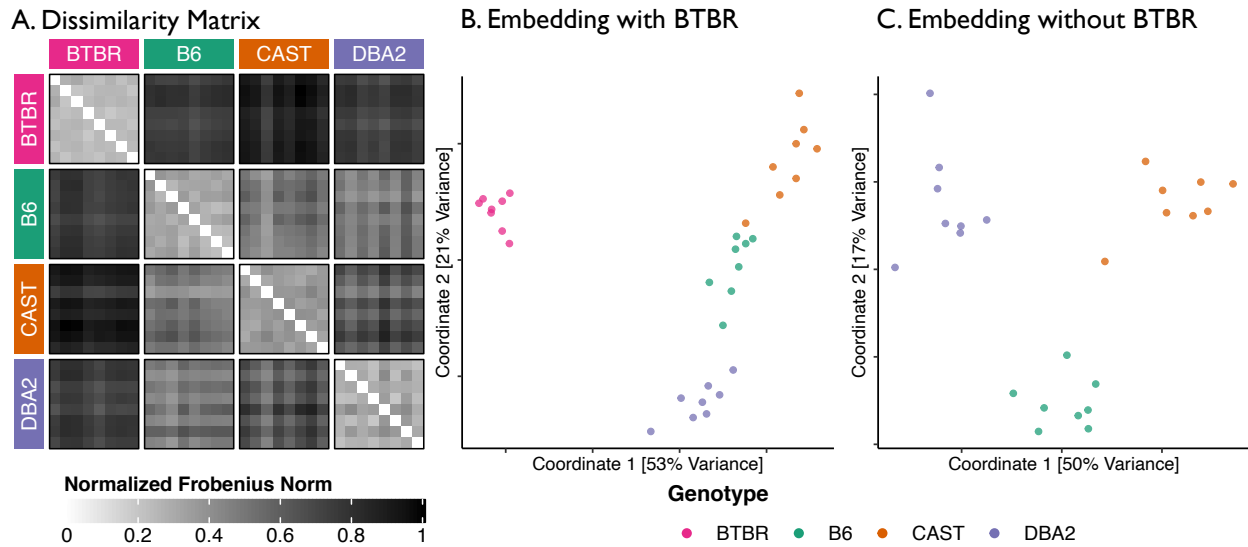 A. Dissimilarity Matrix
BTBR B6 CAST DBA2
BTBR
B6
CAST
DBA2
Normalized Frobenius Norm
0 0.2 0.4 0.6 0.8 1
B. Embedding with BTBR
Coordinate 2 [21% Variance]
Coordinate 1 [53% Variance]
C. Embedding without BTBR
Coordinate 2 [17% Variance]
Coordinate 1 [50% Variance]
Genotype
BTBR B6 CAST DBA2